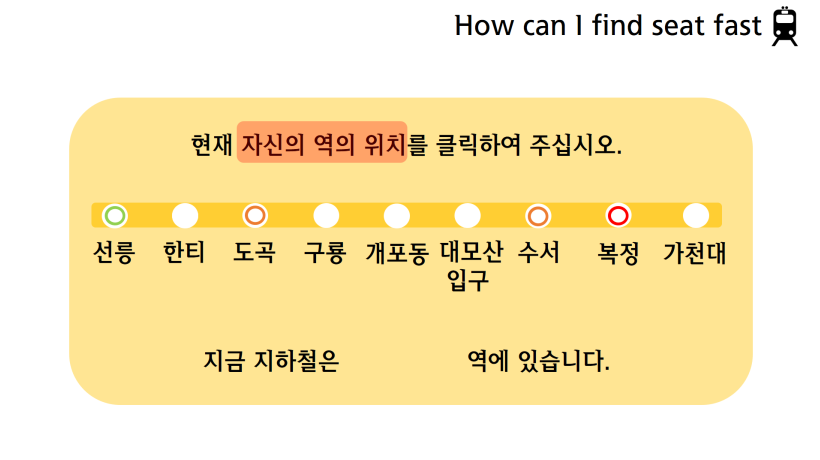 How can I find seat fast
현재 자신의 역의 위치를 클릭하여 주십시오.
선릉 한티 도곡 구룡 개포동 대모산입구 수서 복정 가천대
지금 지하철은 역에 있습니다.